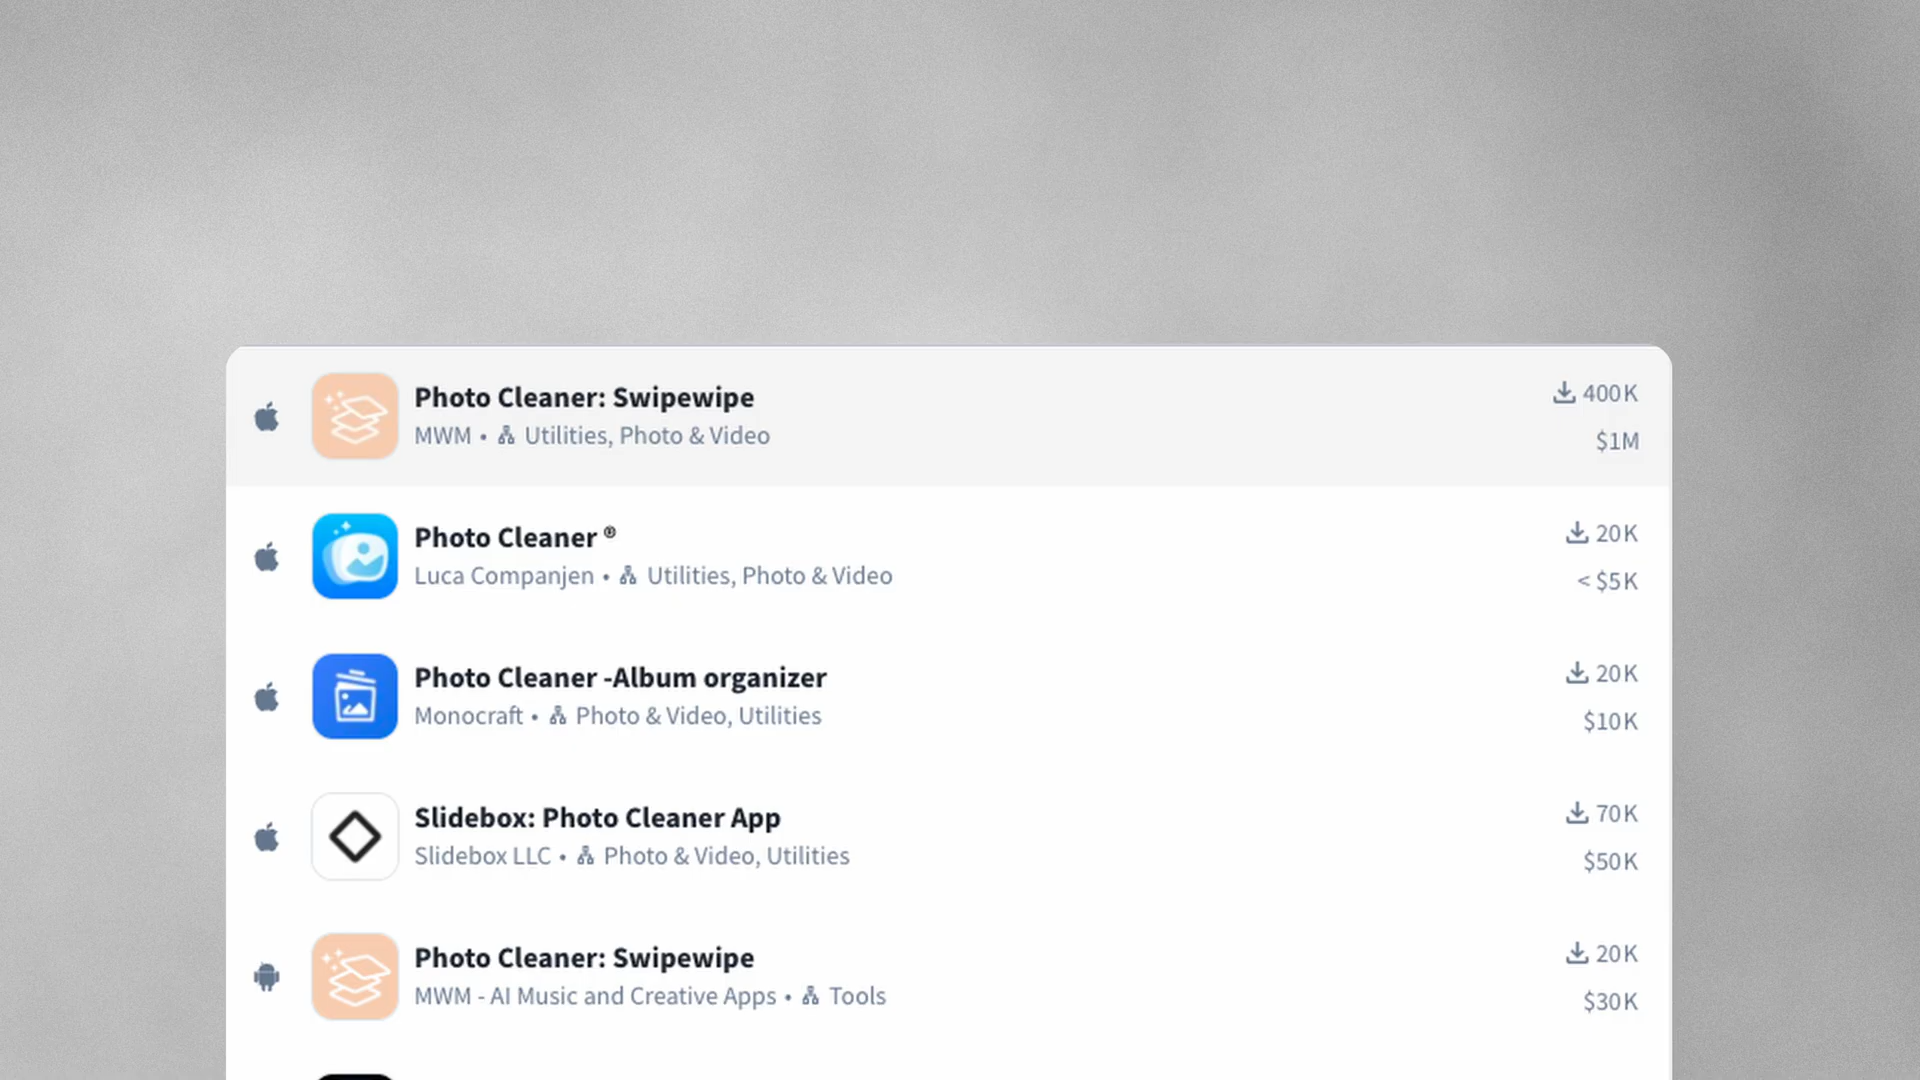 Photo Cleaner: Swipewipe
400K
MWM • Utilities, Photo & Video
$1M
Photo Cleaner ®
20K
Luca Companjen • Utilities, Photo & Video
< $5K
Photo Cleaner -Album organizer
20K
Monocraft • Photo & Video, Utilities
$10K
Slidebox: Photo Cleaner App
70K
Slidebox LLC • Photo & Video, Utilities
$50K
Photo Cleaner: Swipewipe
20K
MWM - AI Music and Creative Apps • Tools
$30K